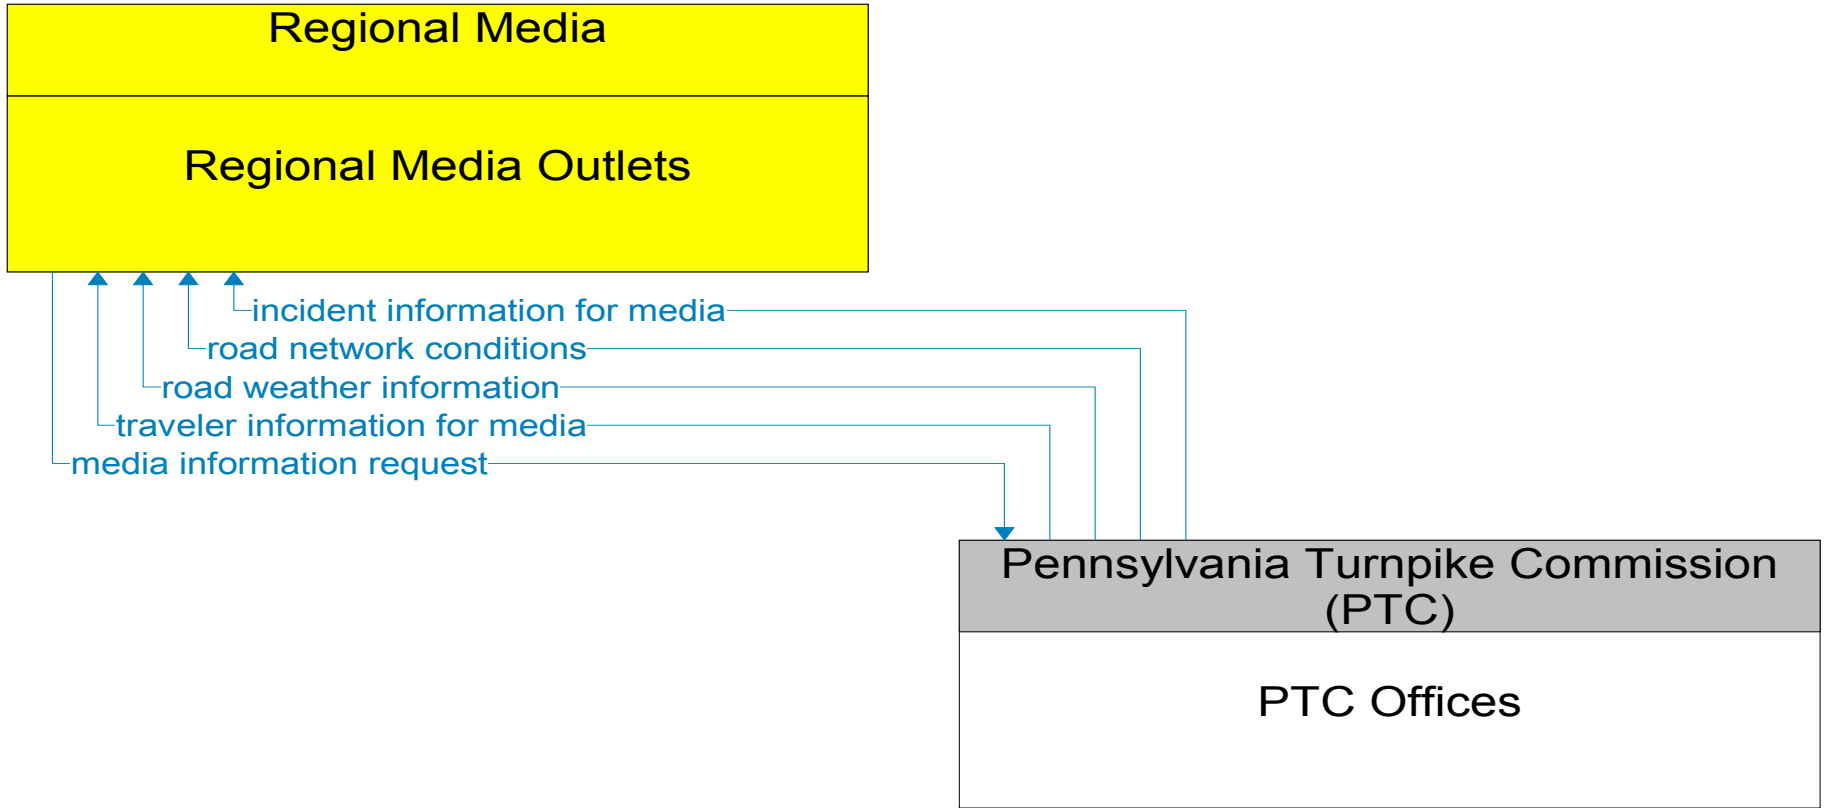 Regional Media
Regional Media Outlets
incident information for media
road network conditions
road weather information
traveler information for media
media information request
Pennsylvania Turnpike Commission
(PTC)
PTC Offices